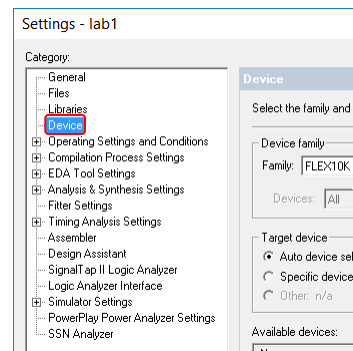 Settings - lab1
Category:
General
Files
Libraries
Device
Operating Settings and Conditions
Compilation Process Settings
EDA Tool Settings
Analysis & Synthesis Settings
Fitter Settings
Timing Analysis Settings
Assembler
Design Assistant
SignalTap II Logic Analyzer
Logic Analyzer Interface
Simulator Settings
PowerPlay Power Analyzer Settings
SSN Analyzer
Device
Select the family and
Device family
Family: FLEX10K
Devices: All
Target device
Auto device sel
Specific device
Other: n/a
Available devices: